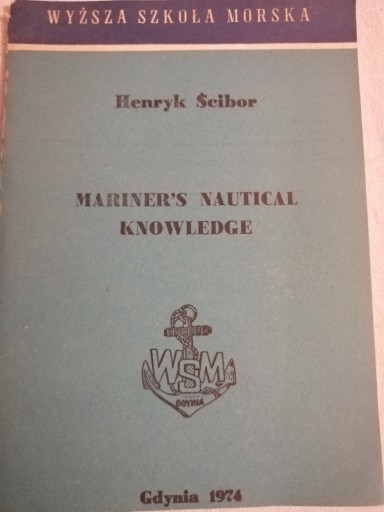 WYŻSZA SZKOŁA MORSKA
Henryk Ścibor
MARINER'S NAUTICAL
KNOWLEDGE
WSM
GDYNIA
Gdynia 1974